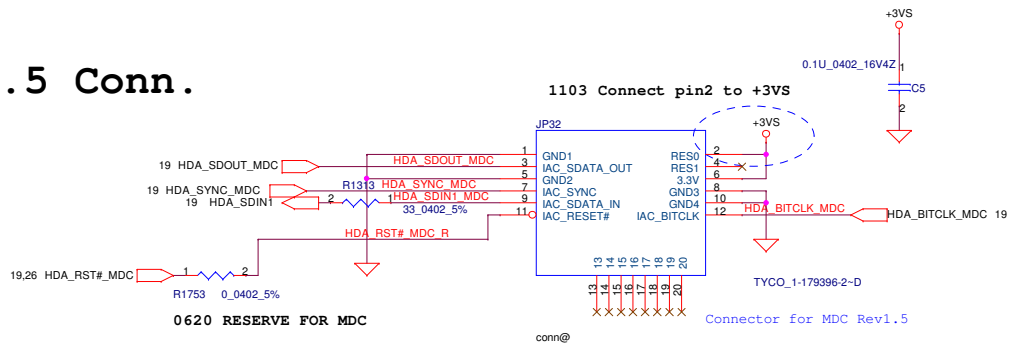 +3VS
0.1U_0402_16V4Z
1
C5
2
.5 Conn.
1103 Connect pin2 to +3VS
+3VS
JP32
1 GND1 RES0 2
19 HDA_SDOUT_MDC HDA_SDOUT_MDC 3 IAC_SDATA_OUT RES1 4
5 GND2 3.3V 6
19 HDA_SYNC_MDC HDA_SYNC_MDC 7 IAC_SYNC GND3 8
19 HDA_SDIN1 2 R1313 1 HDA_SDIN1_MDC 9 IAC_SDATA_IN GND4 10
33_0402_5% 11 IAC_RESET# IAC_BITCLK 12 HDA_BITCLK_MDC HDA_BITCLK_MDC 19
HDA_RST#_MDC_R
19,26 HDA_RST#_MDC 1 2
R1753 0_0402_5%
13 14 15 16 17 18 19 20
13 14 15 16 17 18 19 20
TYCO_1-179396-2~D
0620 RESERVE FOR MDC
Connector for MDC Rev1.5
conn@